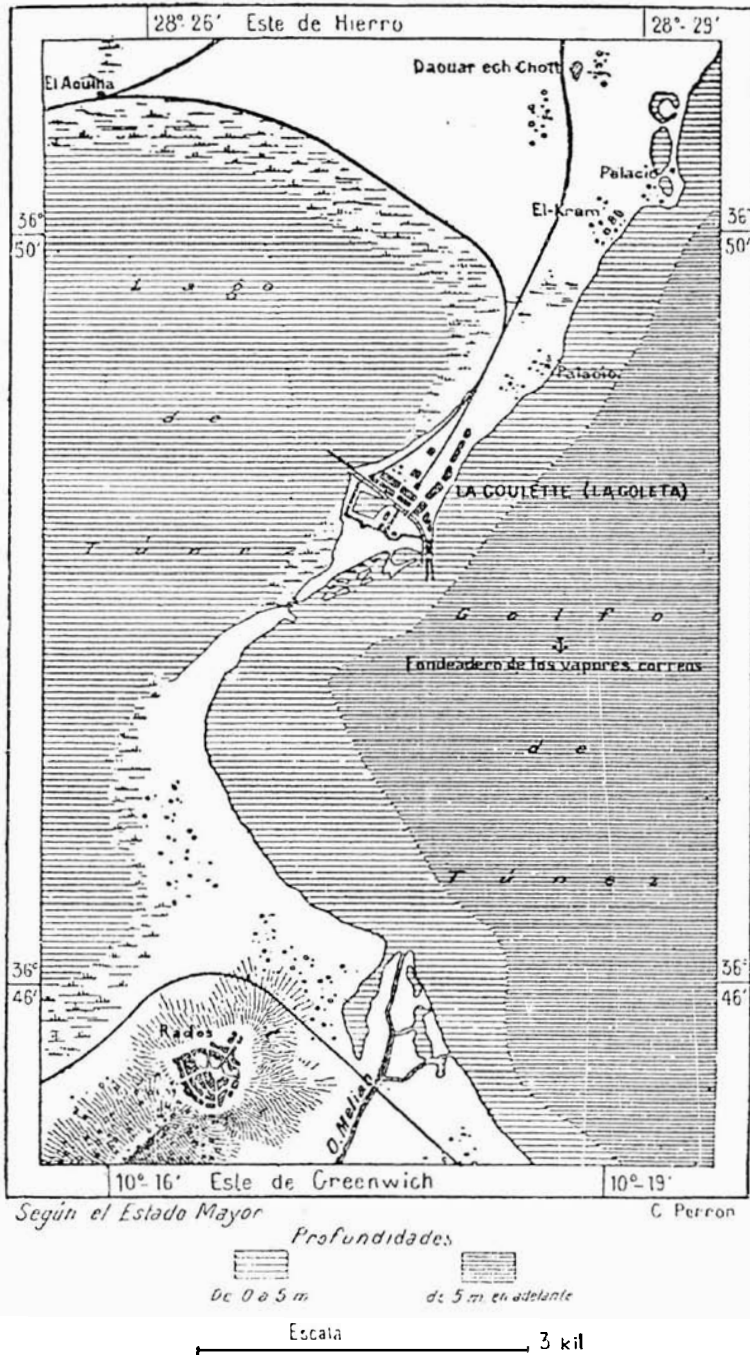 28°- 26' Este de Hierro 28°- 29'
El Aouina
Daouar ech-Chott
Palacio
El-Kram
36° 50'
36° 50'
Lago
Palacio
de
LA GOULETTE (LA GOLETA)
Túnez
Golfo
Fondeadero de los vapores correos
de
Túnez
36° 46'
36° 46'
Rados
O. Melian
10°- 16' Este de Greenwich 10°-19'
Según el Estado Mayor C Perron
Profundidades
De 0 a 5 m de 5 m. en adelante
Escala 3 kil